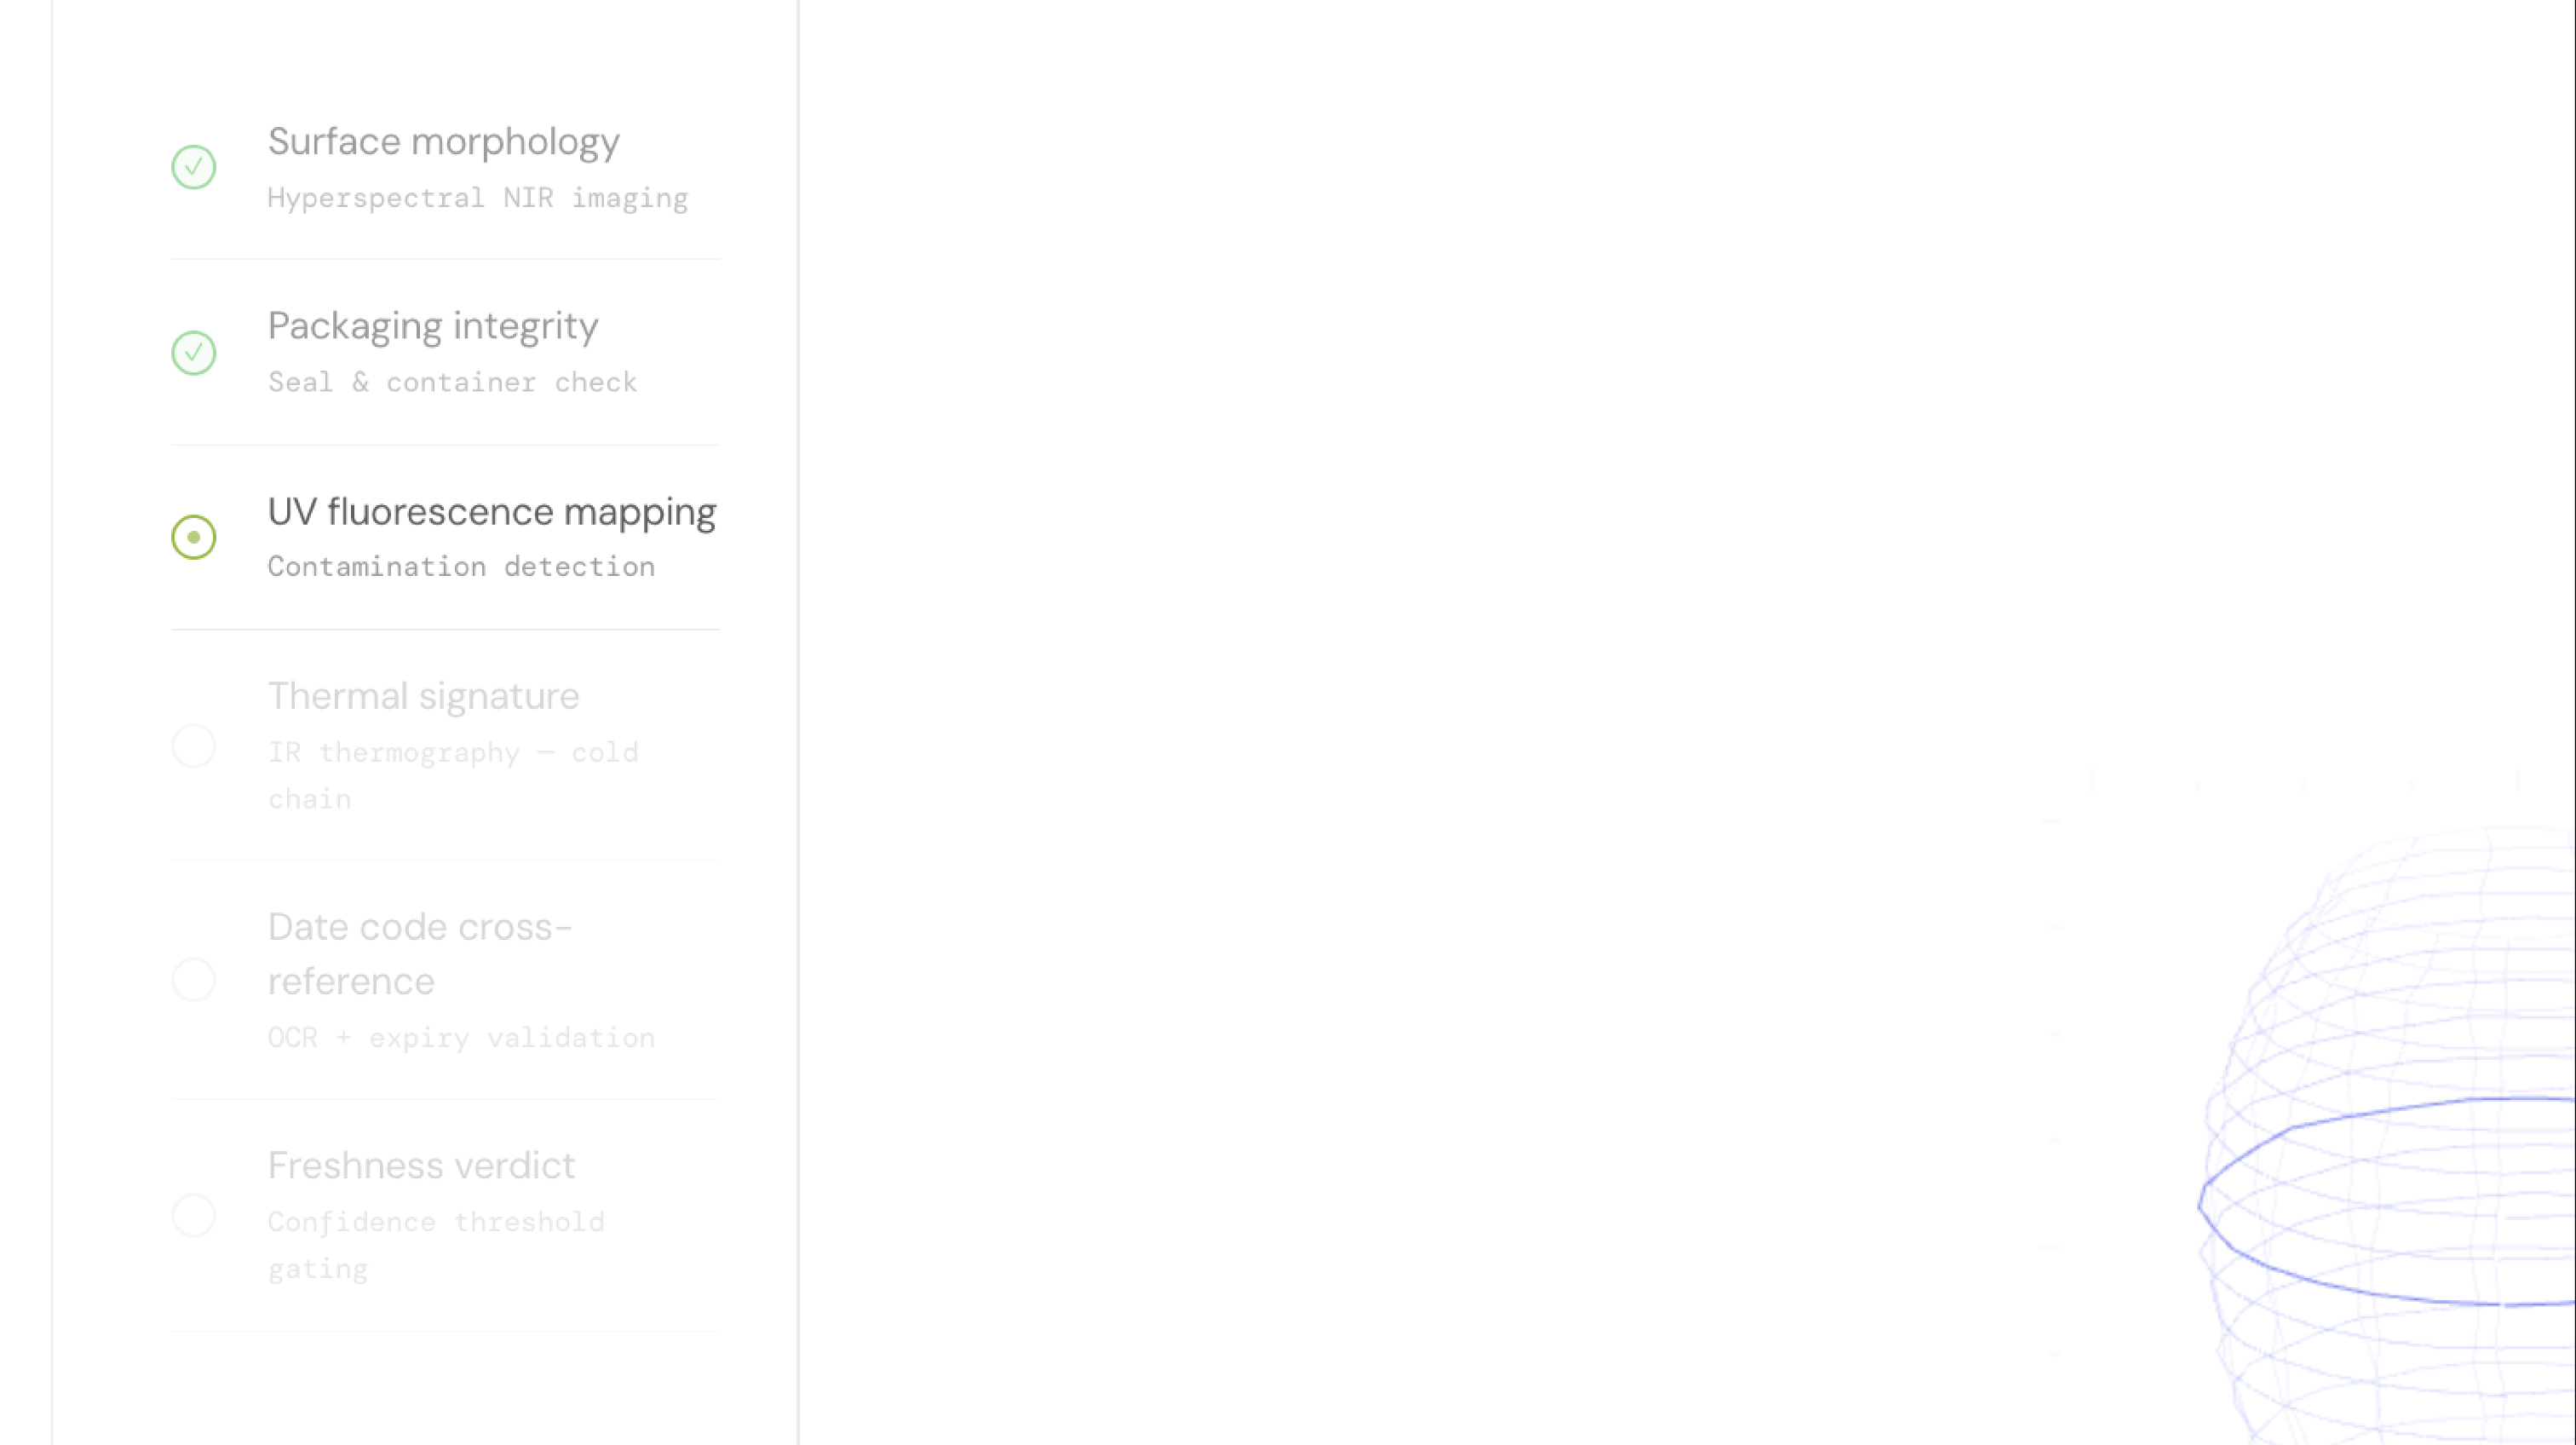 Surface morphology
Hyperspectral NIR imaging
Packaging integrity
Seal & container check
UV fluorescence mapping
Contamination detection
Thermal signature
IR thermography — cold
chain
Date code cross-
reference
OCR + expiry validation
Freshness verdict
Confidence threshold
gating